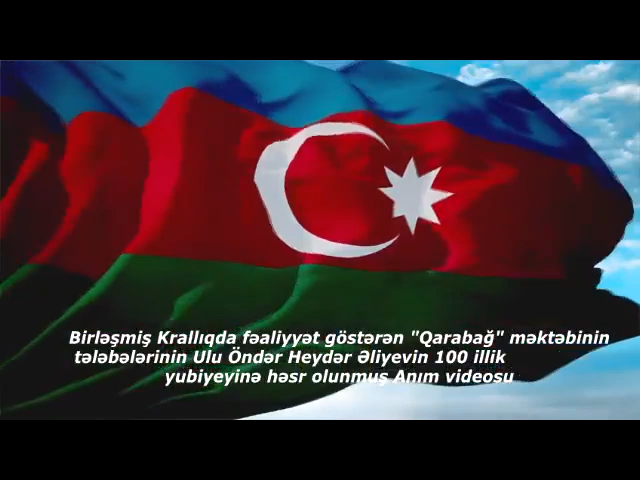 Birləşmiş Krallıqda fəaliyyət göstərən "Qarabağ" məktəbinin
tələbələrinin Ulu Öndər Heydər Əliyevin 100 illik
yubiyeyinə həsr olunmuş Anım videosu